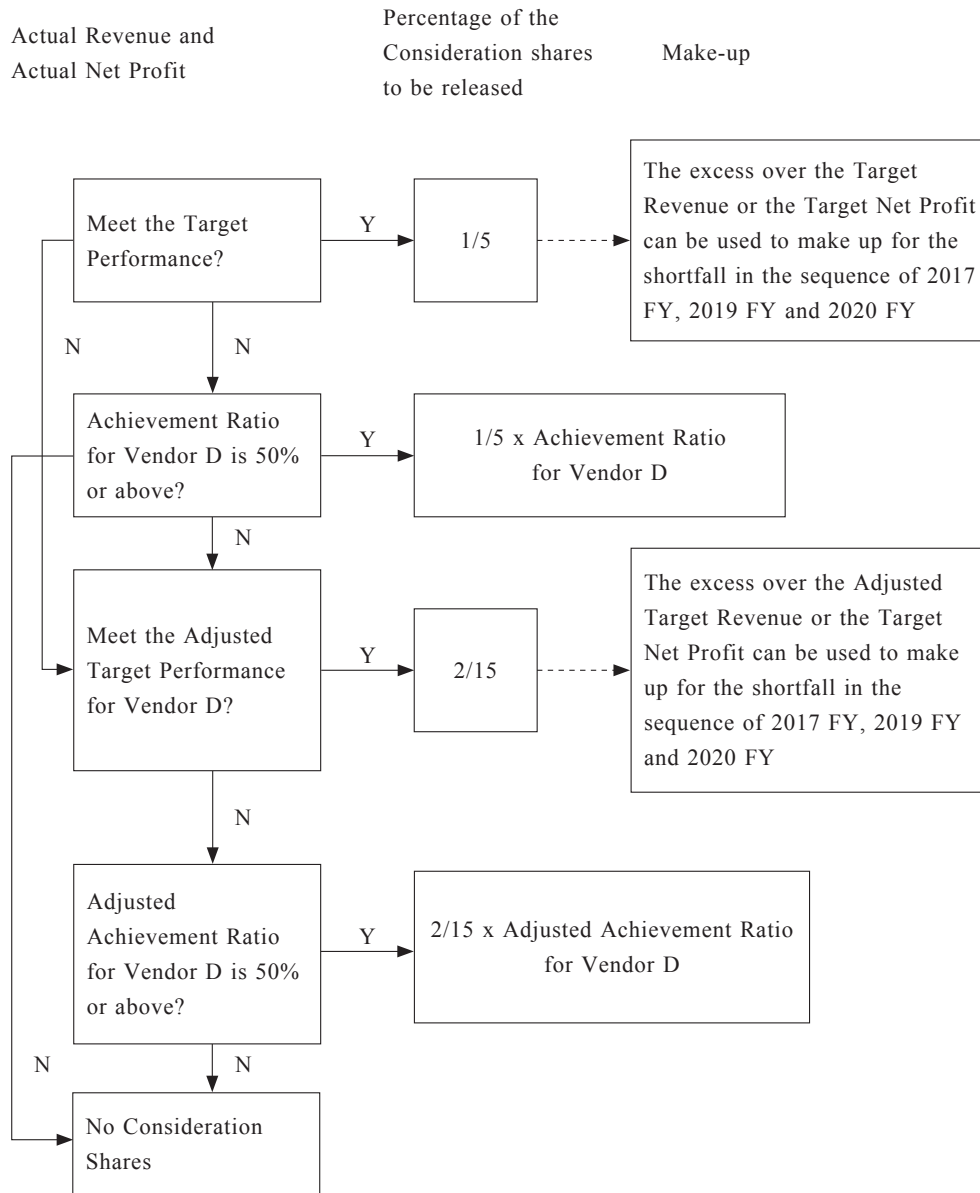 Actual Revenue and
Actual Net Profit
Percentage of the
Consideration shares
to be released
Make-up
Meet the Target
Performance?
Y
1/5
The excess over the Target
Revenue or the Target Net Profit
can be used to make up for the
shortfall in the sequence of 2017
FY, 2019 FY and 2020 FY
N
N
Achievement Ratio
for Vendor D is 50%
or above?
Y
1/5 x Achievement Ratio
for Vendor D
N
Meet the Adjusted
Target Performance
for Vendor D?
Y
2/15
The excess over the Adjusted
Target Revenue or the Target
Net Profit can be used to make
up for the shortfall in the
sequence of 2017 FY, 2019 FY
and 2020 FY
N
Adjusted
Achievement Ratio
for Vendor D is 50%
or above?
Y
2/15 x Adjusted Achievement Ratio
for Vendor D
N
N
No Consideration
Shares